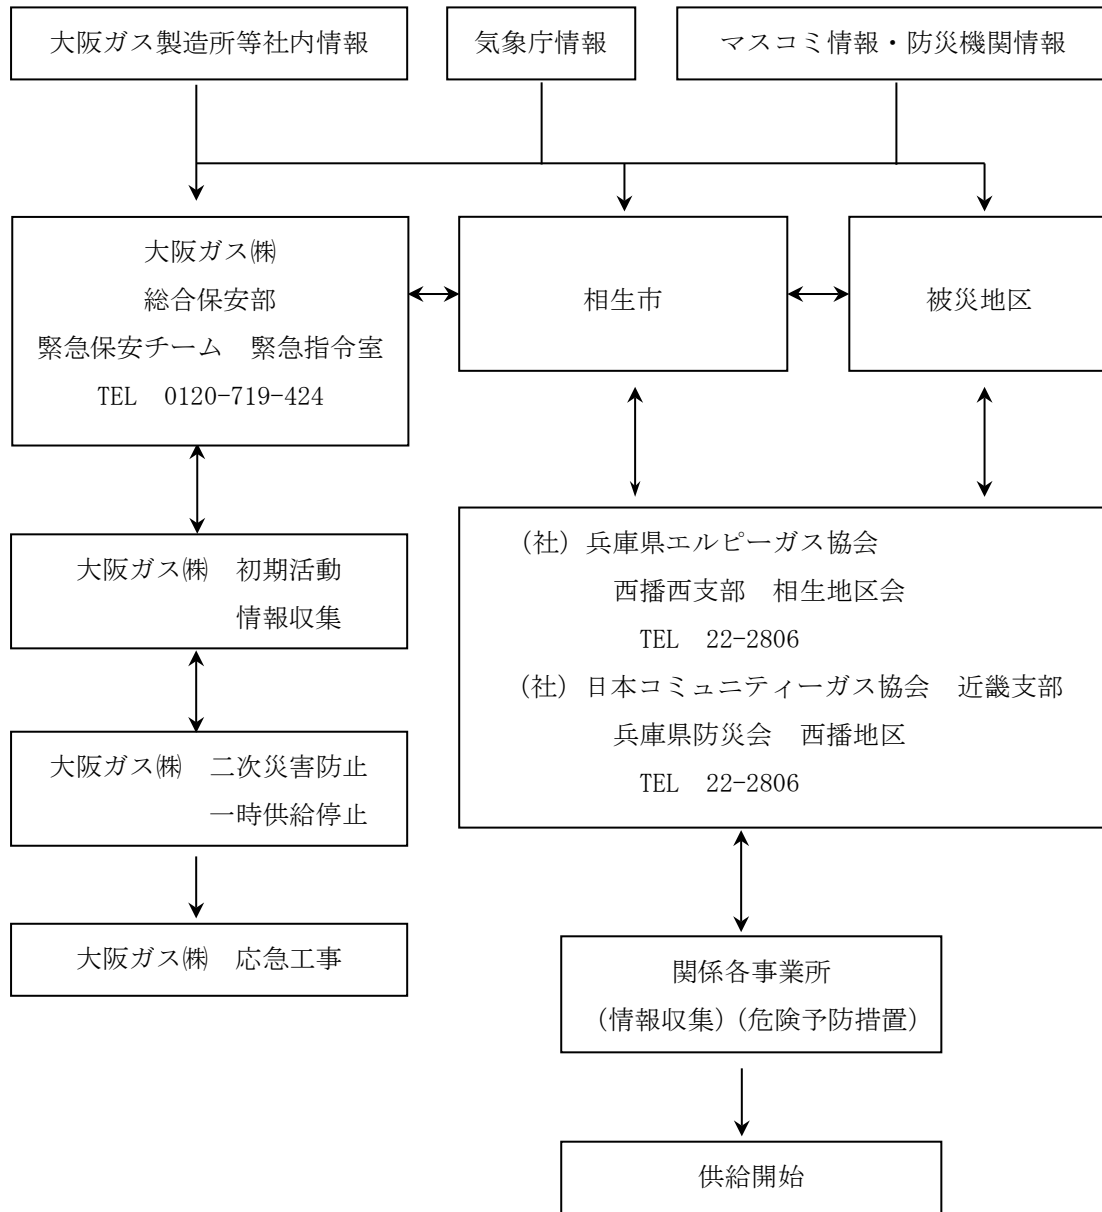 大阪ガス製造所等社内情報
気象庁情報
マスコミ情報・防災機関情報
大阪ガス㈱
総合保安部
緊急保安チーム　緊急指令室
TEL　0120-719-424
相生市
被災地区
大阪ガス㈱　初期活動
情報収集
大阪ガス㈱　二次災害防止
一時供給停止
大阪ガス㈱　応急工事
（社）兵庫県エルピーガス協会
西播西支部　相生地区会
TEL　22-2806
（社）日本コミュニティーガス協会　近畿支部
兵庫県防災会　西播地区
TEL　22-2806
関係各事業所
（情報収集）（危険予防措置）
供給開始